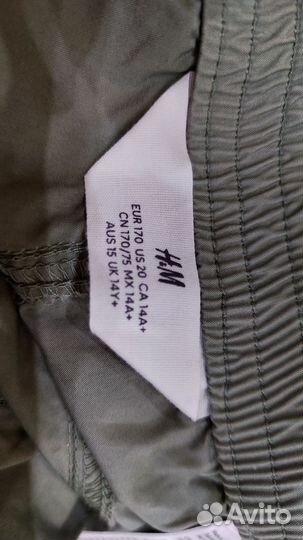 H&M
EUR 170 US 20 CA 14A+
CN 170/75 MX 14A+
AUS 15 UK 14Y+
Avito